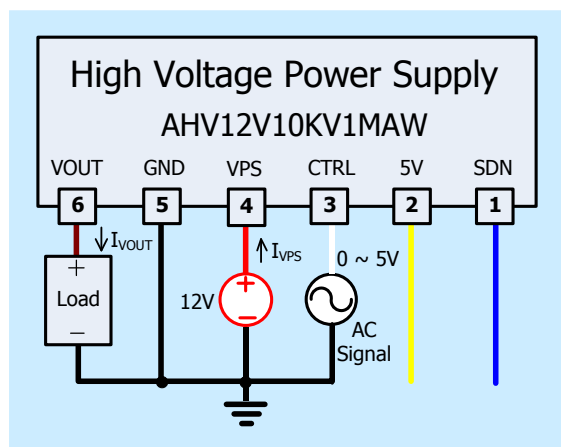 High Voltage Power Supply
AHV12V10KV1MAW
VOUT GND VPS CTRL 5V SDN
6 5 4 3 2 1
↓IVOUT ↑IVPS 0 ~ 5V
+ Load −
12V + −
AC
Signal